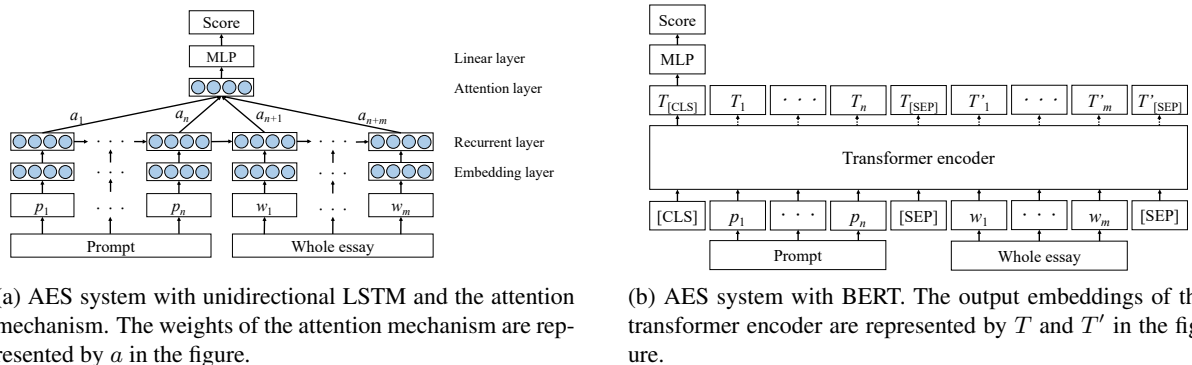 Score
MLP
Linear layer
Attention layer
a1 an an+1 an+m
· · · · · · Recurrent layer
· · · · · · Embedding layer
p1 · · · pn w1 · · · wm
Prompt Whole essay
(a) AES system with unidirectional LSTM and the attention
mechanism. The weights of the attention mechanism are rep-
resented by a in the figure.
Score
MLP
T[CLS] T1 · · · Tn T[SEP] T'1 · · · T'm T'[SEP]
Transformer encoder
[CLS] p1 · · · pn [SEP] w1 · · · wm [SEP]
Prompt Whole essay
(b) AES system with BERT. The output embeddings of th
transformer encoder are represented by T and T′ in the fig
ure.